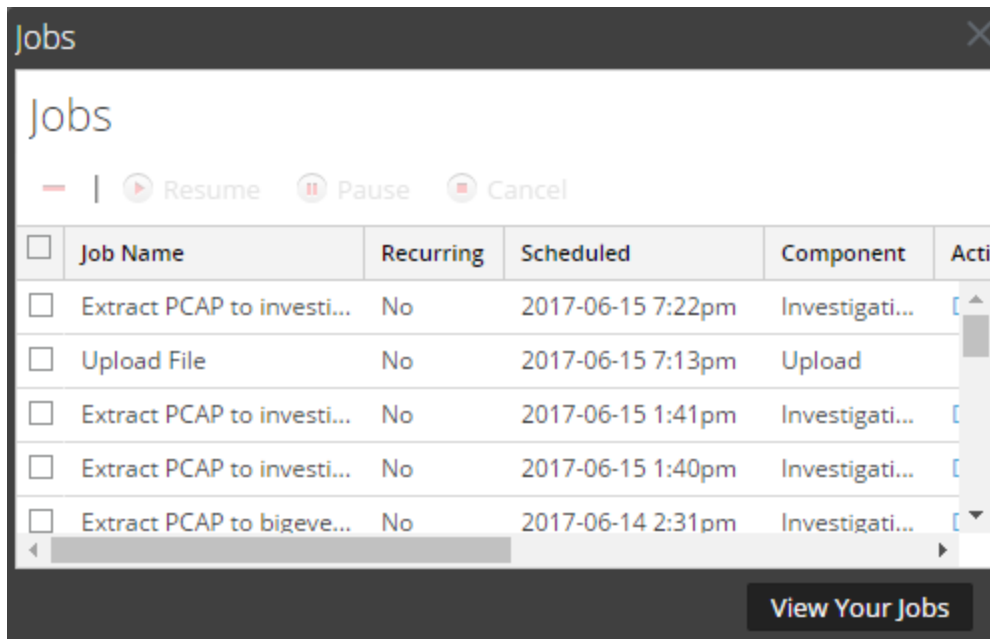 Jobs
Jobs
Resume Pause Cancel
Job Name Recurring Scheduled Component Acti
Extract PCAP to investi... No 2017-06-15 7:22pm Investigati...
Upload File No 2017-06-15 7:13pm Upload
Extract PCAP to investi... No 2017-06-15 1:41pm Investigati...
Extract PCAP to investi... No 2017-06-15 1:40pm Investigati...
Extract PCAP to bigeve... No 2017-06-14 2:31pm Investigati...
View Your Jobs